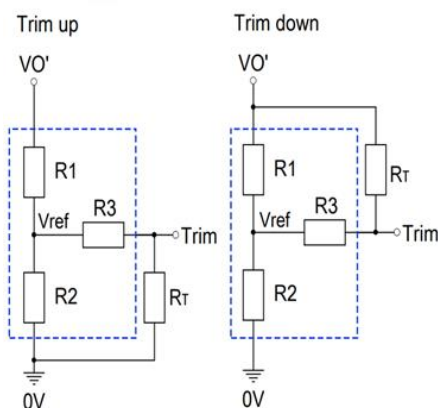 Trim up
VO'
R1
Vref
R3
Trim
R2
RT
0V
Trim down
VO'
R1
RT
Vref
R3
Trim
R2
0V